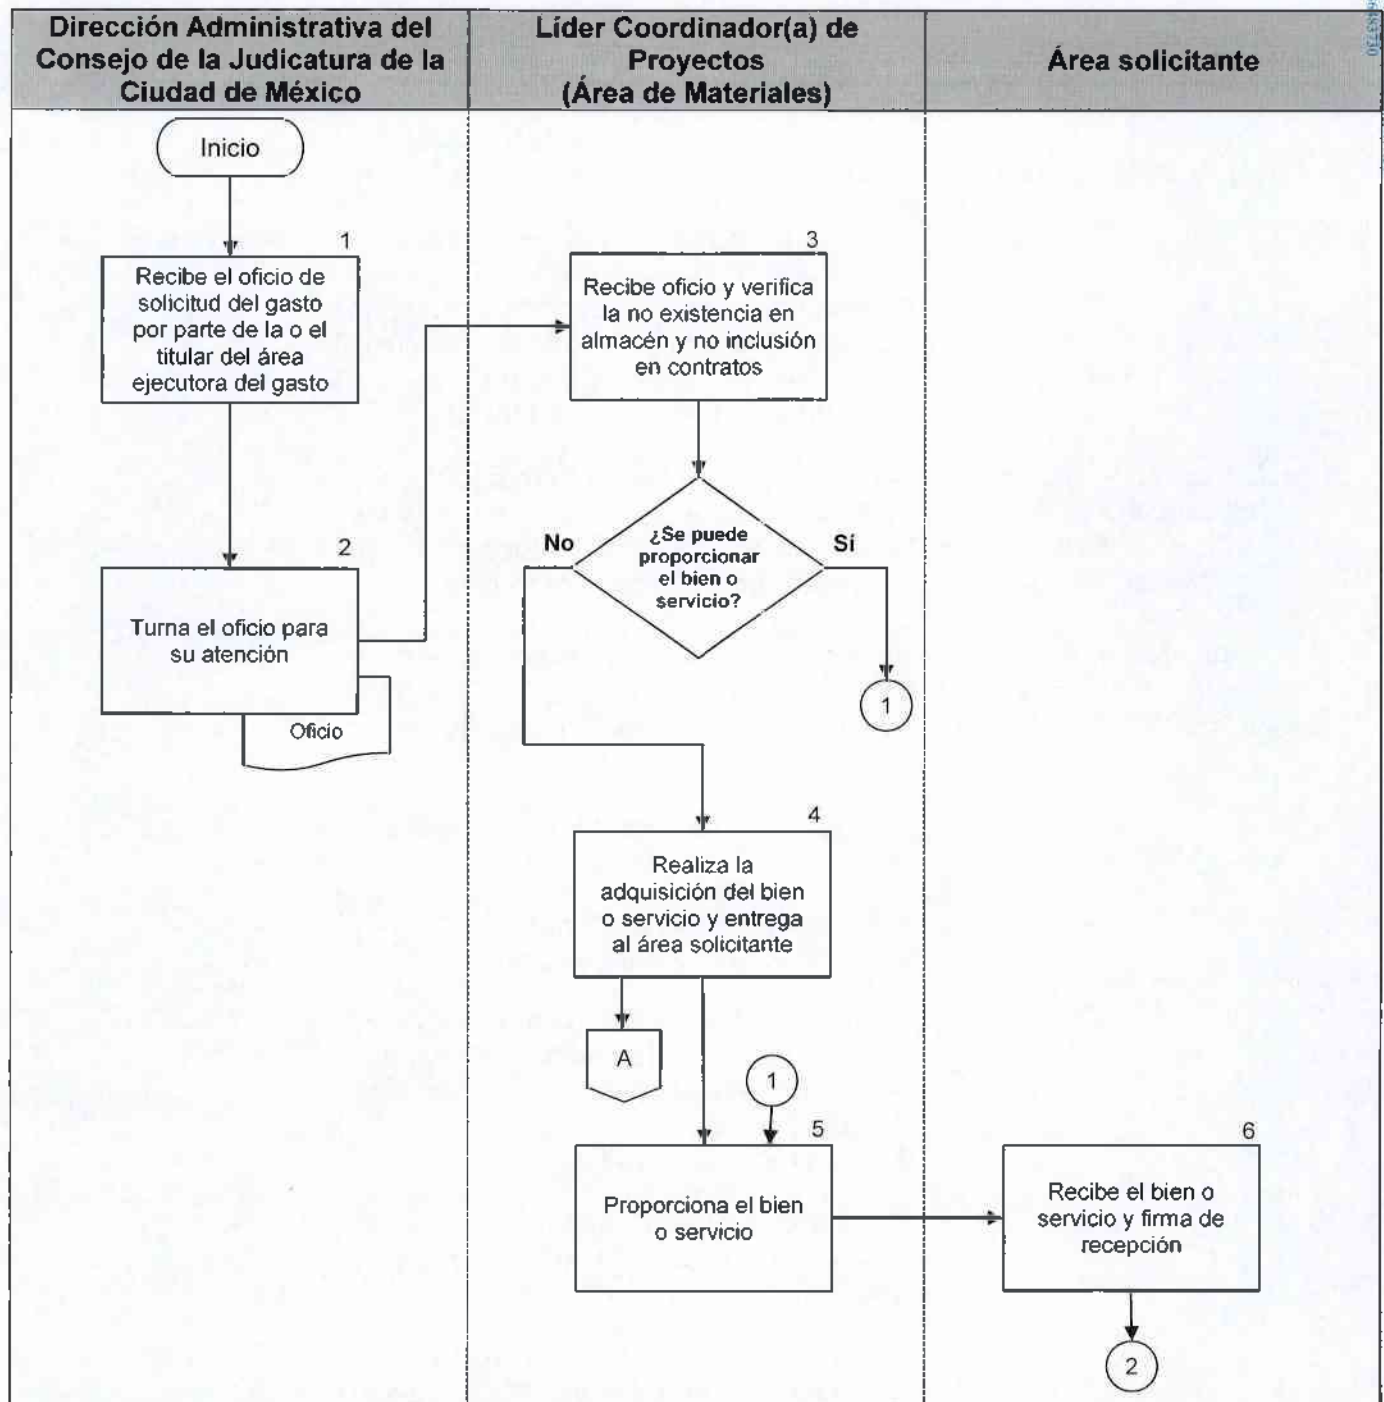 Dirección Administrativa del
Consejo de la Judicatura de la
Ciudad de México
Líder Coordinador(a) de
Proyectos
(Área de Materiales)
Área solicitante
Inicio
1
Recibe el oficio de
solicitud del gasto
por parte de la o el
titular del área
ejecutora del gasto
2
Turna el oficio para
su atención
Oficio
3
Recibe oficio y verifica
la no existencia en
almacén y no inclusión
en contratos
No
¿Se puede
proporcionar
el bien o
servicio?
Sí
1
4
Realiza la
adquisición del bien
o servicio y entrega
al área solicitante
A
1
5
Proporciona el bien
o servicio
6
Recibe el bien o
servicio y firma de
recepción
2